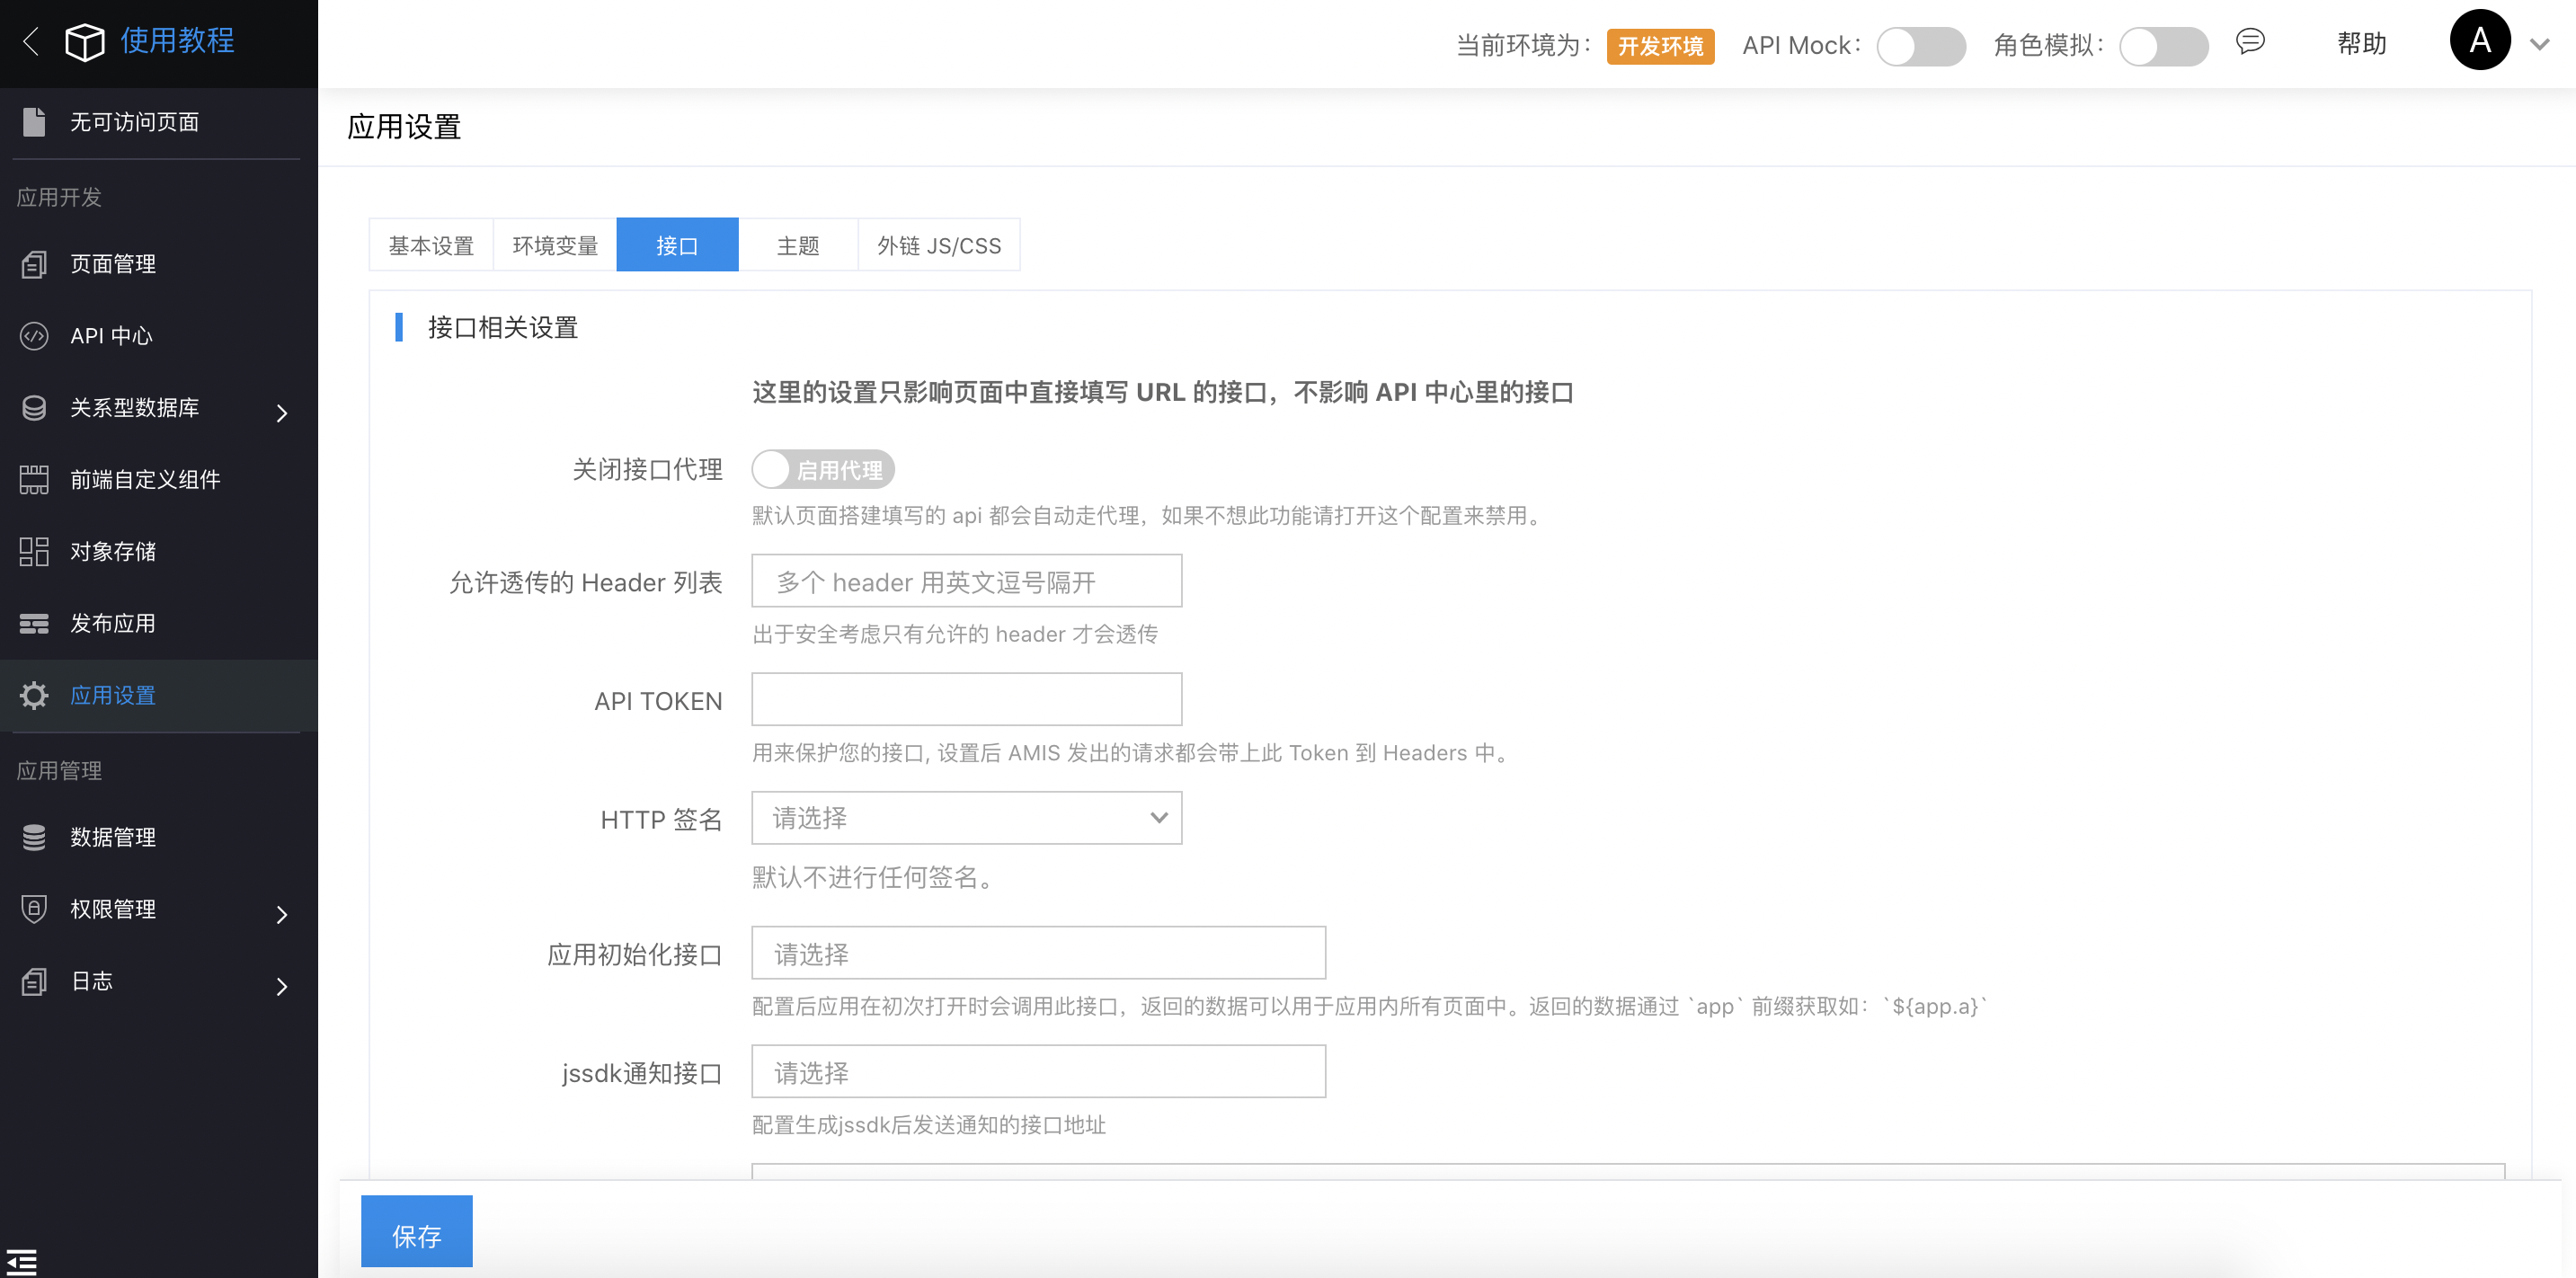 使用教程
当前环境为： 开发环境 API Mock： 角色模拟： 帮助 A
无可访问页面
应用开发
页面管理
API 中心
关系型数据库
前端自定义组件
对象存储
发布应用
应用设置
应用管理
数据管理
权限管理
日志
应用设置
基本设置 环境变量 接口 主题 外链 JS/CSS
接口相关设置
这里的设置只影响页面中直接填写 URL 的接口，不影响 API 中心里的接口
关闭接口代理 启用代理
默认页面搭建填写的 api 都会自动走代理，如果不想此功能请打开这个配置来禁用。
允许透传的 Header 列表 多个 header 用英文逗号隔开
出于安全考虑只有允许的 header 才会透传
API TOKEN
用来保护您的接口, 设置后 AMIS 发出的请求都会带上此 Token 到 Headers 中。
HTTP 签名 请选择
默认不进行任何签名。
应用初始化接口 请选择
配置后应用在初次打开时会调用此接口，返回的数据可以用于应用内所有页面中。返回的数据通过 `app` 前缀获取如：`${app.a}`
jssdk通知接口 请选择
配置生成jssdk后发送通知的接口地址
保存